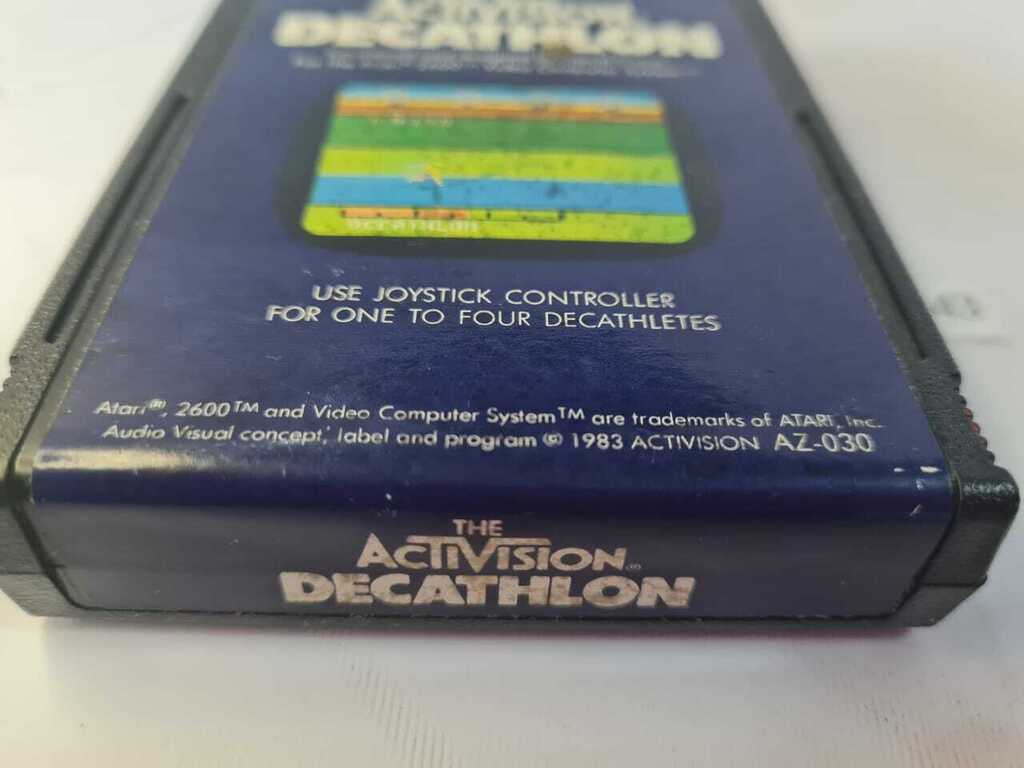 ACTIVISION
DECATHLON
DECATHLON
USE JOYSTICK CONTROLLER
FOR ONE TO FOUR DECATHLETES
Atari®, 2600™ and Video Computer System™ are trademarks of ATARI, Inc.
Audio Visual concept, label and program © 1983 ACTIVISION AZ-030
THE
ACTIVISION®
DECATHLON